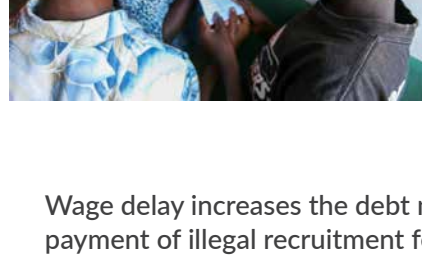 Wage delay increases the debt
payment of illegal recruitment